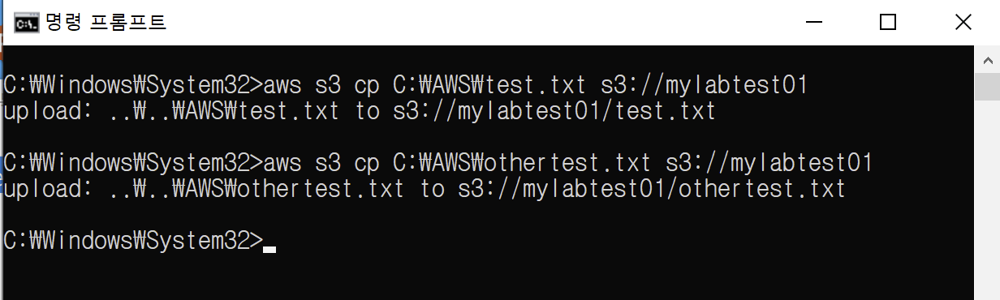 명령 프롬프트
C:₩Windows₩System32>aws s3 cp C:₩AWS₩test.txt s3://mylabtest01
upload: ..₩..₩AWS₩test.txt to s3://mylabtest01/test.txt
C:₩Windows₩System32>aws s3 cp C:₩AWS₩othertest.txt s3://mylabtest01
upload: ..₩..₩AWS₩othertest.txt to s3://mylabtest01/othertest.txt
C:₩Windows₩System32>